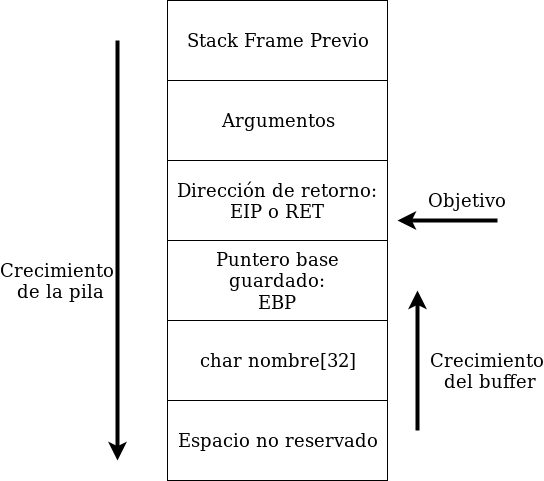 Stack Frame Previo
Argumentos
Dirección de retorno:
EIP o RET
Objetivo
Puntero base
guardado:
EBP
Crecimiento
de la pila
char nombre[32]
Crecimiento
del buffer
Espacio no reservado